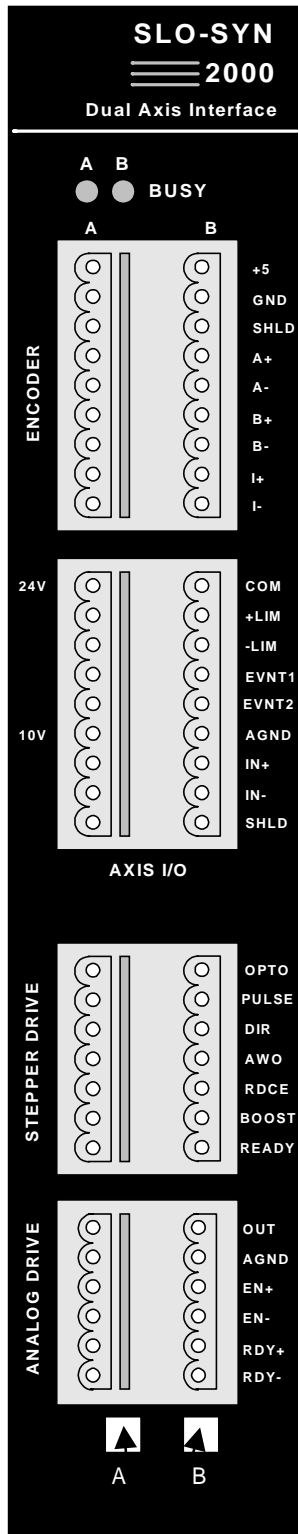 SLO-SYN
2000
Dual Axis Interface
A B
BUSY
A B
ENCODER
+5
GND
SHLD
A+
A-
B+
B-
I+
I-
24V COM
+LIM
-LIM
EVNT1
EVNT2
10V AGND
IN+
IN-
SHLD
AXIS I/O
STEPPER DRIVE
OPTO
PULSE
DIR
AWO
RDCE
BOOST
READY
ANALOG DRIVE
OUT
AGND
EN+
EN-
RDY+
RDY-
A B